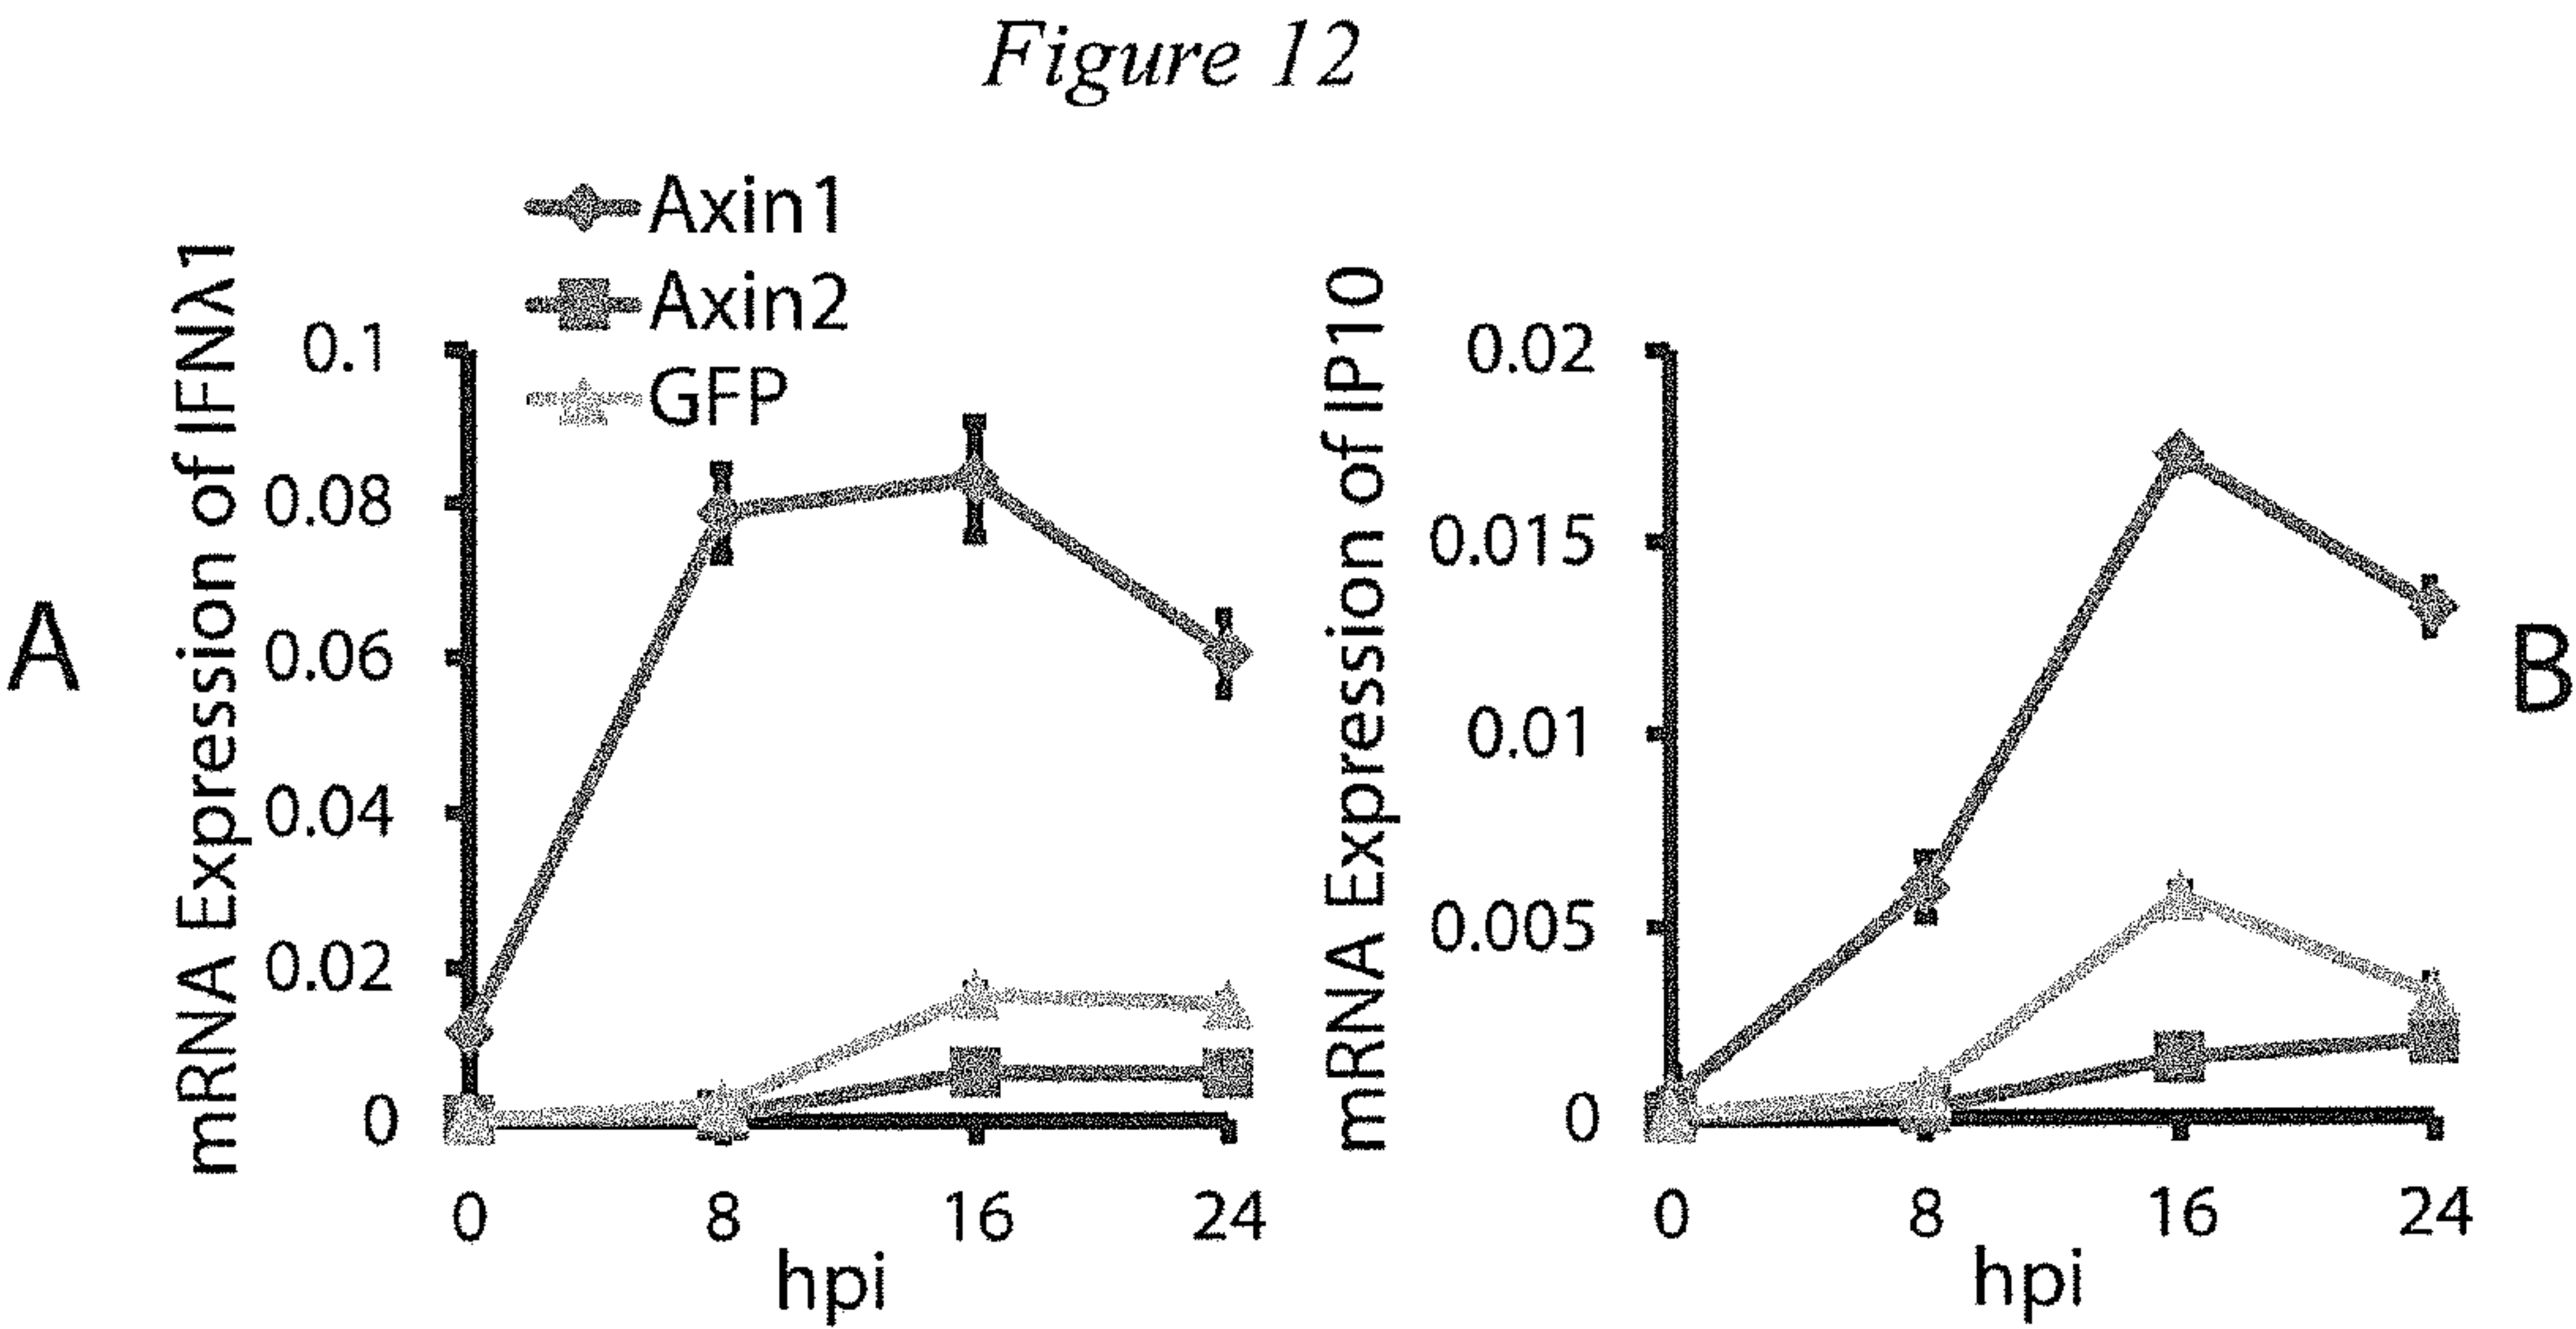 Figure 12
A
mRNA Expression of IFNλ1
Axin1
Axin2
GFP
0.1
0.08
0.06
0.04
0.02
0
0 8 16 24
hpi
mRNA Expression of IP10
0.02
0.015
0.01
0.005
0
0 8 16 24
hpi
B